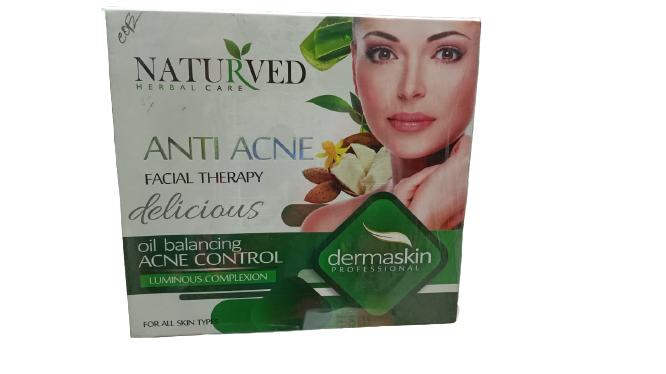 NATURVED
HERBAL CARE
ANTI ACNE
FACIAL THERAPY
delicious
oil balancing
ACNE CONTROL
LUMINOUS COMPLEXION
dermaskin
PROFESSIONAL
FOR ALL SKIN TYPES